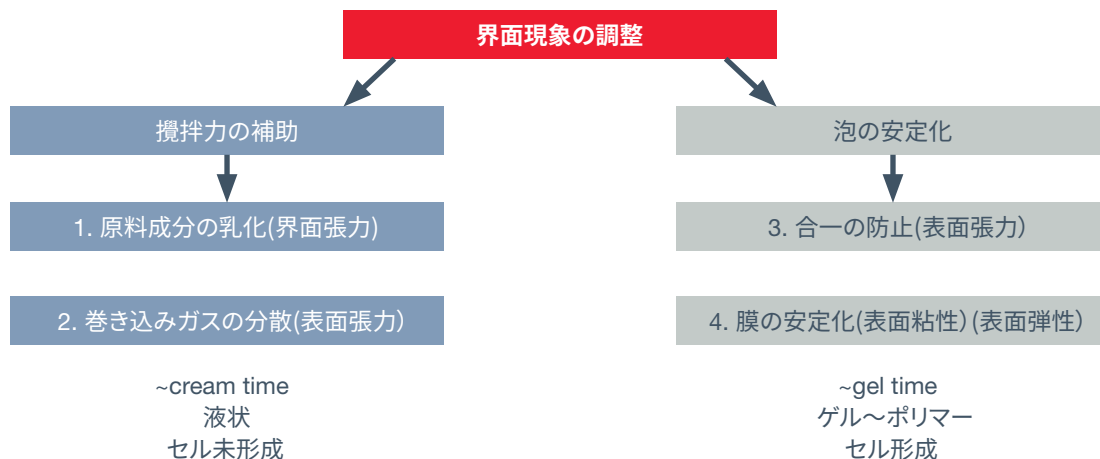 界面現象の調整
攪拌力の補助
1. 原料成分の乳化(界面張力)
2. 巻き込みガスの分散(表面張力）
~cream time
液状
セル未形成
泡の安定化
3. 合一の防止(表面張力）
4. 膜の安定化(表面粘性）(表面弾性）
~gel time
ゲル～ポリマー
セル形成